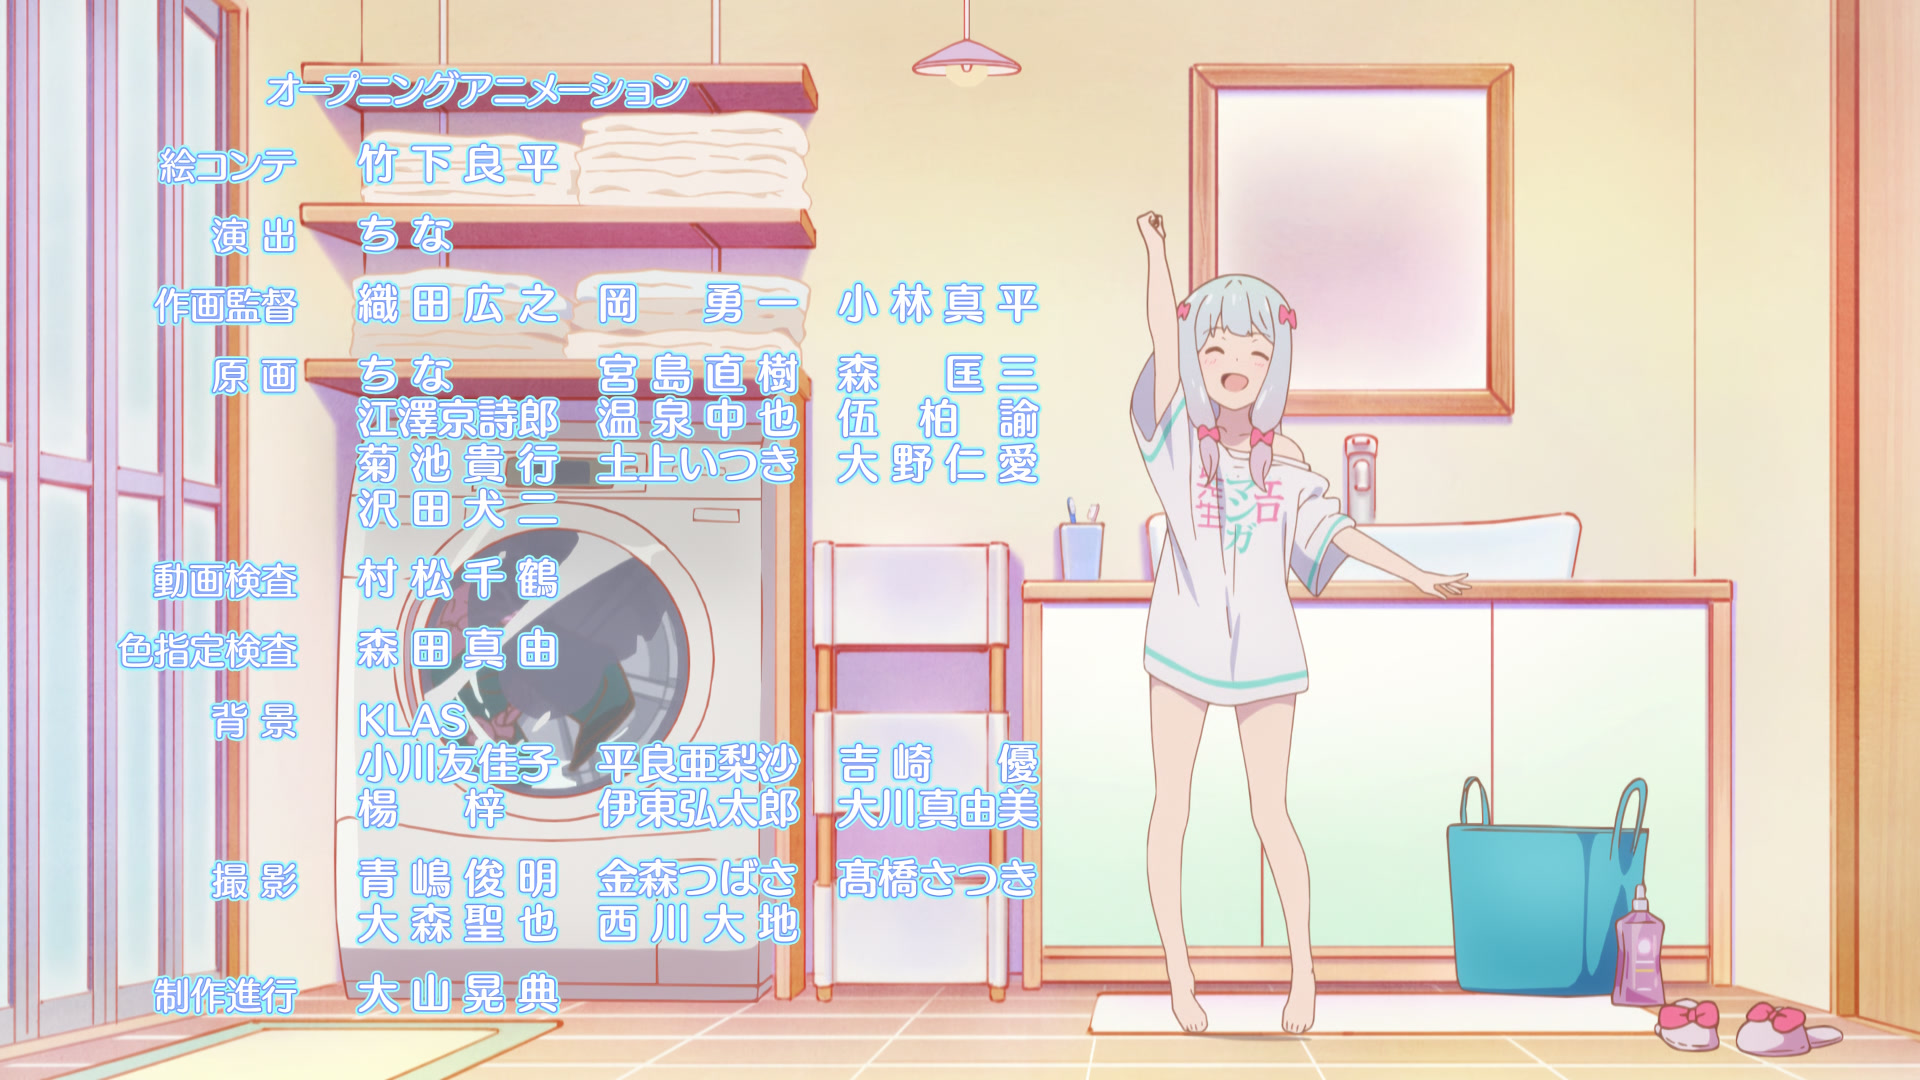 オープニングアニメーション
絵コンテ 竹下良平
演出 ちな
作画監督 織田広之 岡勇一 小林真平
原画 ちな 宮島直樹 森匡三
江澤京詩郎 温泉中也 伍柏諭
菊池貴行 土上いつき 大野仁愛
沢田犬二
動画検査 村松千鶴
色指定検査 森田真由
背景 KLAS
小川友佳子 平良亜梨沙 吉崎優
楊梓 伊東弘太郎 大川真由美
撮影 青嶋俊明 金森つばさ 髙橋さつき
大森聖也 西川大地
制作進行 大山晃典
エロ
マンガ
先生